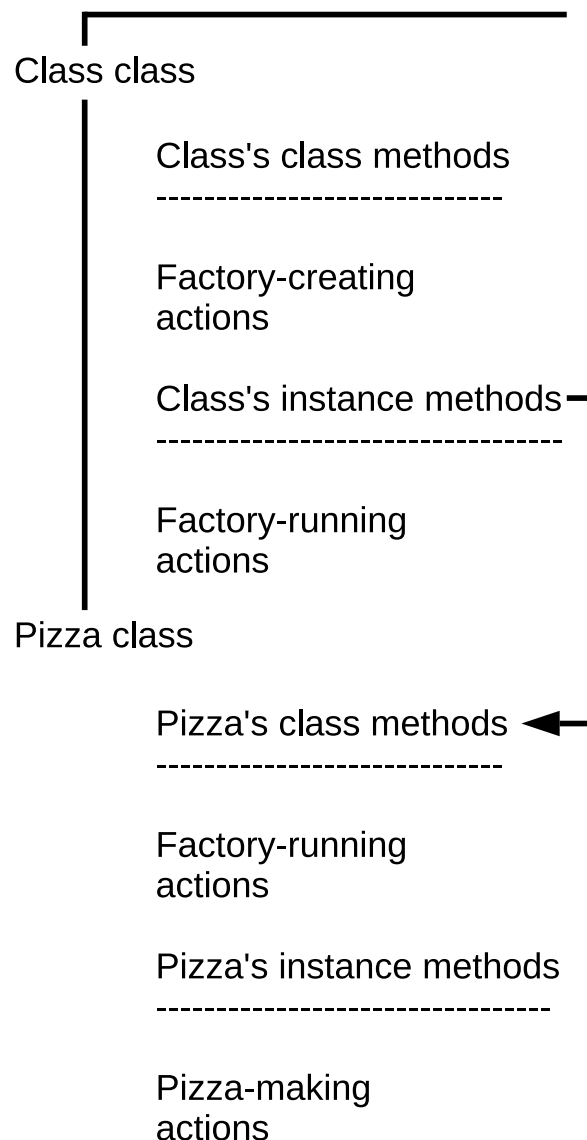 Class class
Class's class methods
-----------------------------
Factory-creating
actions
Class's instance methods
----------------------------------
Factory-running
actions
Pizza class
Pizza's class methods
-----------------------------
Factory-running
actions
Pizza's instance methods
---------------------------------
Pizza-making
actions